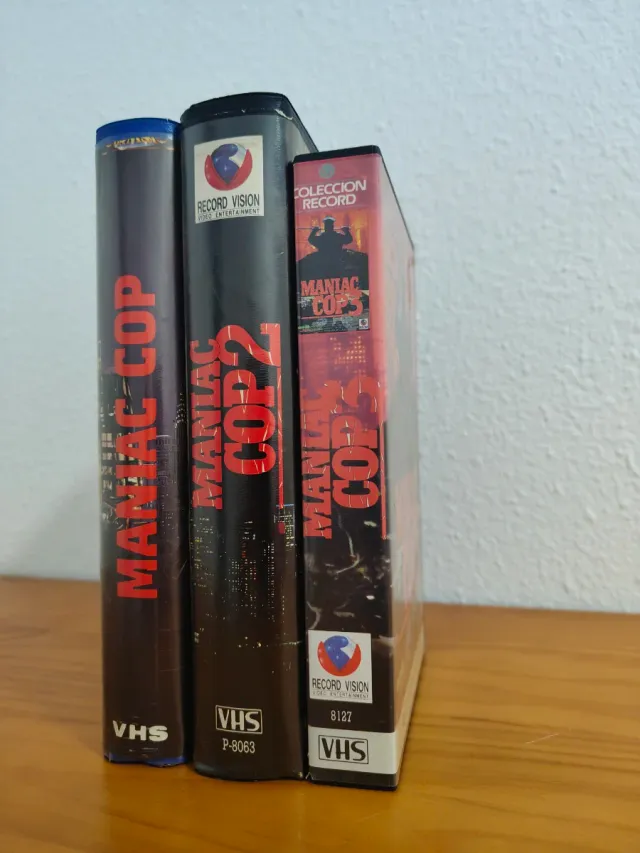 MANIAC COP
VHS
RECORD VISION
VIDEO ENTERTAINMENT
MANIAC
COP 2
VHS
P-8063
COLECCION
RECORD
MANIAC
COP 3
MANIAC
COP 3
RECORD VISION
VIDEO ENTERTAINMENT
8127
VHS